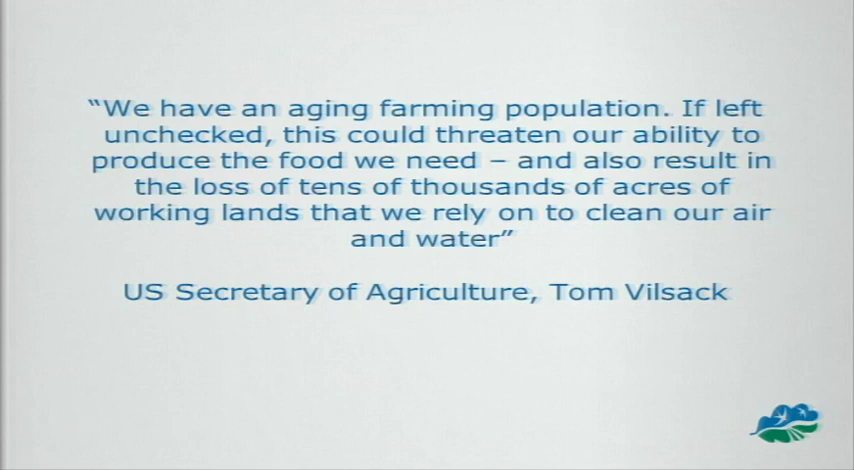 “We have an aging farming population. If left
unchecked, this could threaten our ability to
produce the food we need – and also result in
the loss of tens of thousands of acres of
working lands that we rely on to clean our air
and water”
US Secretary of Agriculture, Tom Vilsack